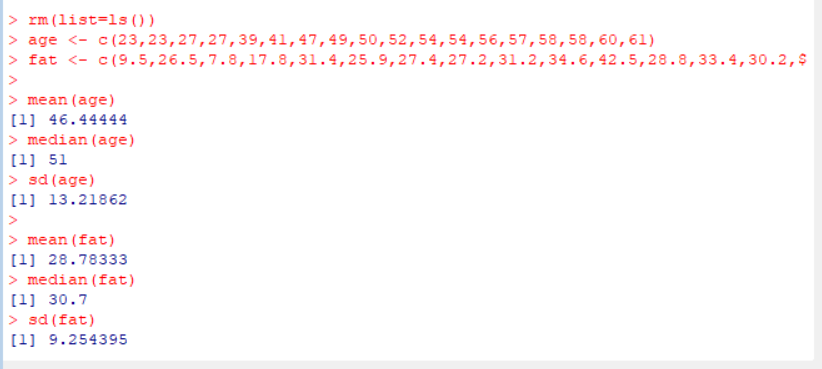 > rm(list=ls())
> age <- c(23,23,27,27,39,41,47,49,50,52,54,54,56,57,58,58,60,61)
> fat <- c(9.5,26.5,7.8,17.8,31.4,25.9,27.4,27.2,31.2,34.6,42.5,28.8,33.4,30.2,$
>
> mean(age)
[1] 46.44444
> median(age)
[1] 51
> sd(age)
[1] 13.21862
>
> mean(fat)
[1] 28.78333
> median(fat)
[1] 30.7
> sd(fat)
[1] 9.254395